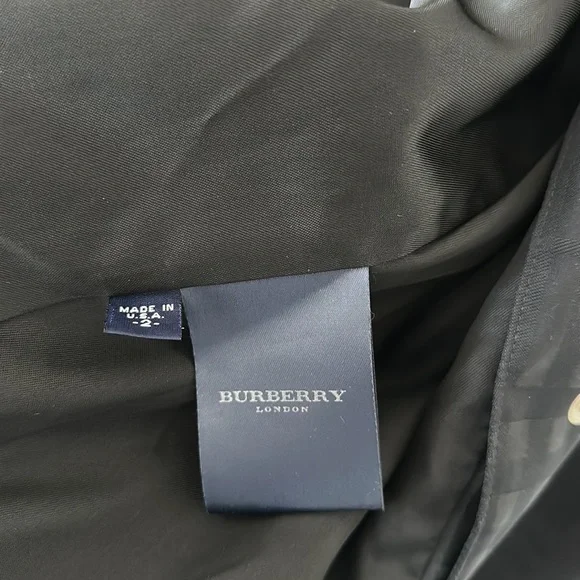 MADE IN
U.S.A.
-2-
BURBERRY
LONDON